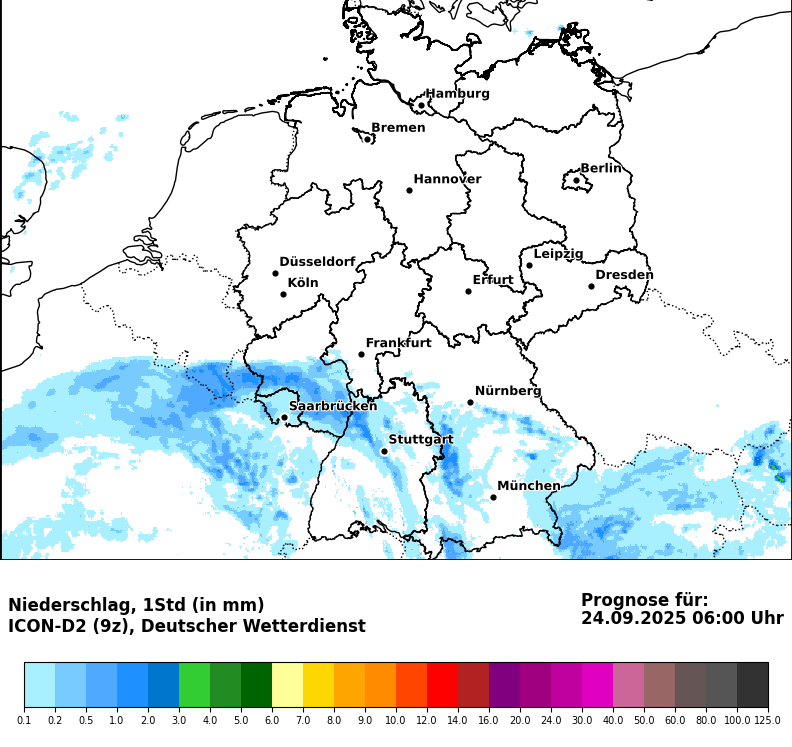 Hamburg
Bremen
Berlin
Hannover
Leipzig
Düsseldorf
Dresden
Erfurt
Köln
Frankfurt
Nürnberg
Saarbrücken
Stuttgart
München
Niederschlag, 1Std (in mm)
ICON-D2 (9z), Deutscher Wetterdienst
Prognose für:
24.09.2025 06:00 Uhr
0.1 0.2 0.5 1.0 2.0 3.0 4.0 5.0 6.0 7.0 8.0 9.0 10.0 12.0 14.0 16.0 20.0 24.0 30.0 40.0 50.0 60.0 80.0 100.0 125.0